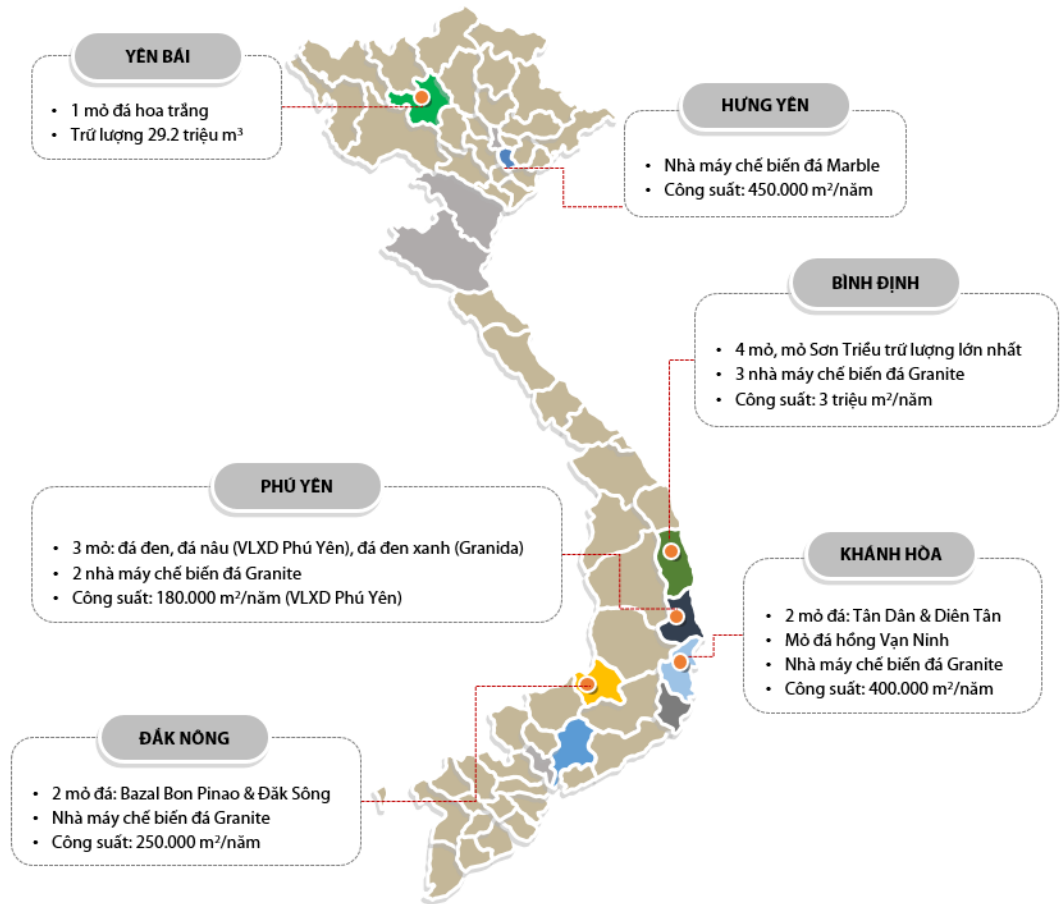 YÊN BÁI
• 1 mỏ đá hoa trắng
• Trữ lượng 29.2 triệu m³
HƯNG YÊN
• Nhà máy chế biến đá Marble
• Công suất: 450.000 m²/năm
BÌNH ĐỊNH
• 4 mỏ, mỏ Sơn Triều trữ lượng lớn nhất
• 3 nhà máy chế biến đá Granite
• Công suất: 3 triệu m²/năm
PHÚ YÊN
• 3 mỏ: đá đen, đá nâu (VLXD Phú Yên), đá đen xanh (Granida)
• 2 nhà máy chế biến đá Granite
• Công suất: 180.000 m²/năm (VLXD Phú Yên)
KHÁNH HÒA
• 2 mỏ đá: Tân Dân & Diên Tân
• Mỏ đá hồng Vạn Ninh
• Nhà máy chế biến đá Granite
• Công suất: 400.000 m²/năm
ĐẮK NÔNG
• 2 mỏ đá: Bazal Bon Pinao & Đăk Sông
• Nhà máy chế biến đá Granite
• Công suất: 250.000 m²/năm